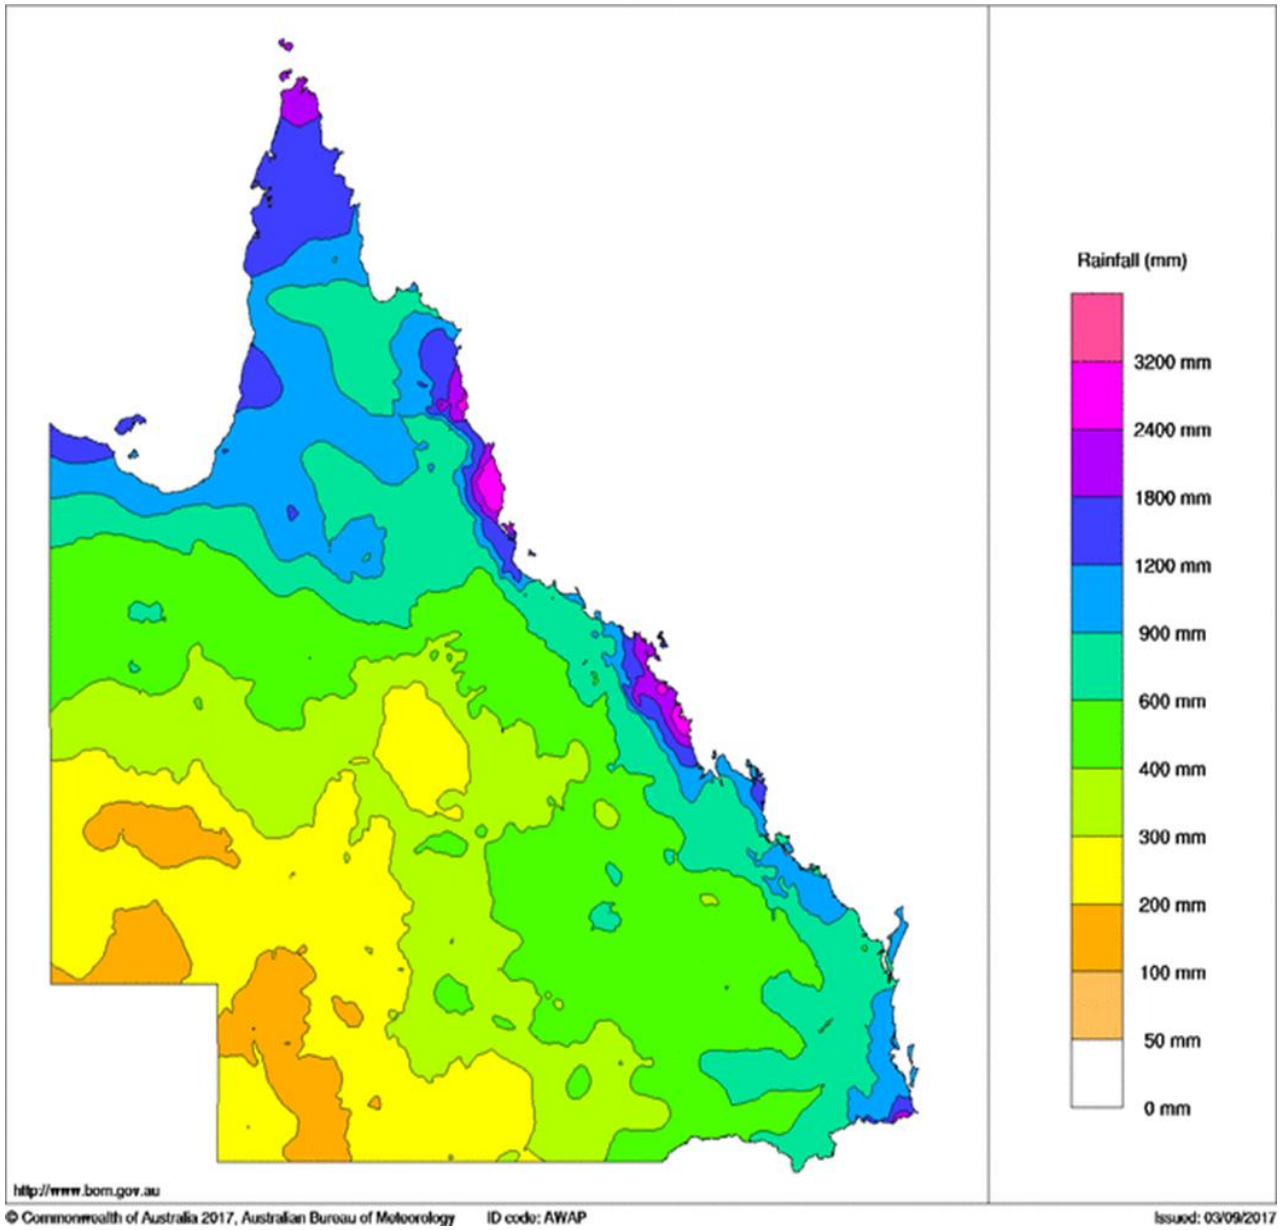 Rainfall (mm)
3200 mm
2400 mm
1800 mm
1200 mm
900 mm
600 mm
400 mm
300 mm
200 mm
100 mm
50 mm
0 mm
http://www.bom.gov.au
© Commonwealth of Australia 2017, Australian Bureau of Meteorology ID code: AWAP Issued: 03/09/2017